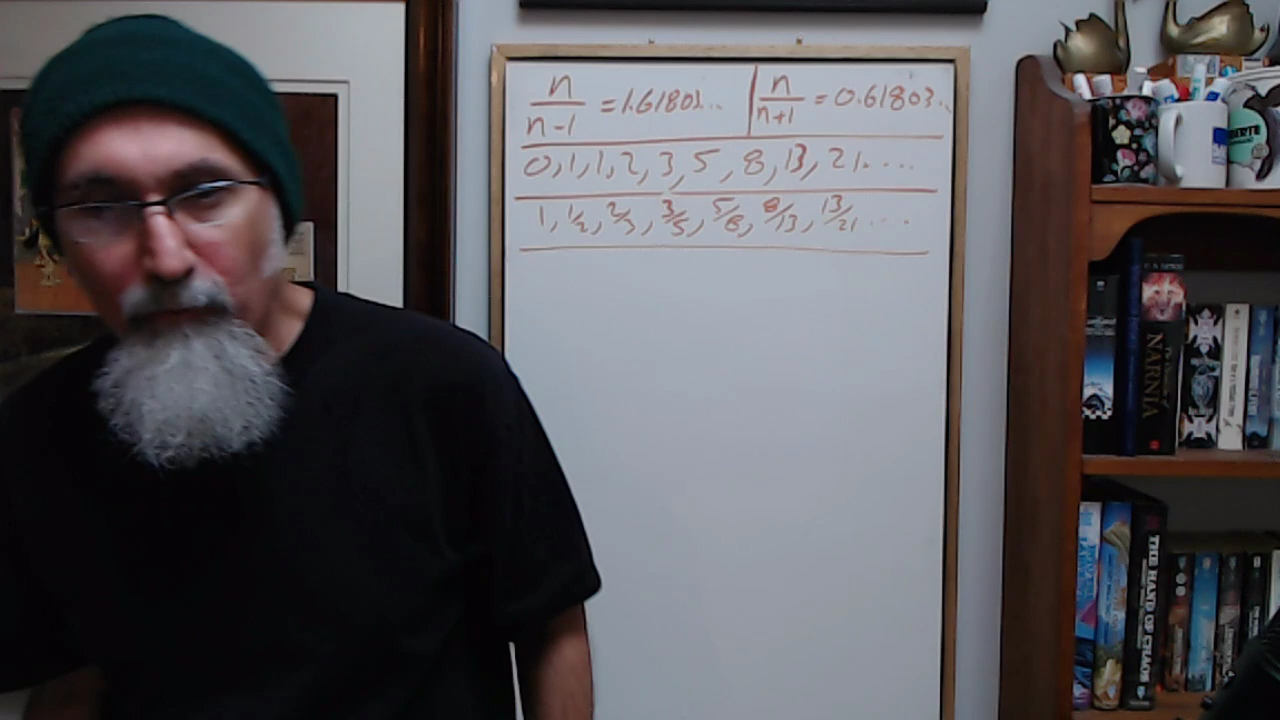 n/n-1 = 1.61803... | n/n+1 = 0.61803...
0, 1, 1, 2, 3, 5, 8, 13, 21.....
1, 1/2, 2/3, 3/5, 5/8, 8/13, 13/21.....
NARNIA
THE HAND OF CHAOS